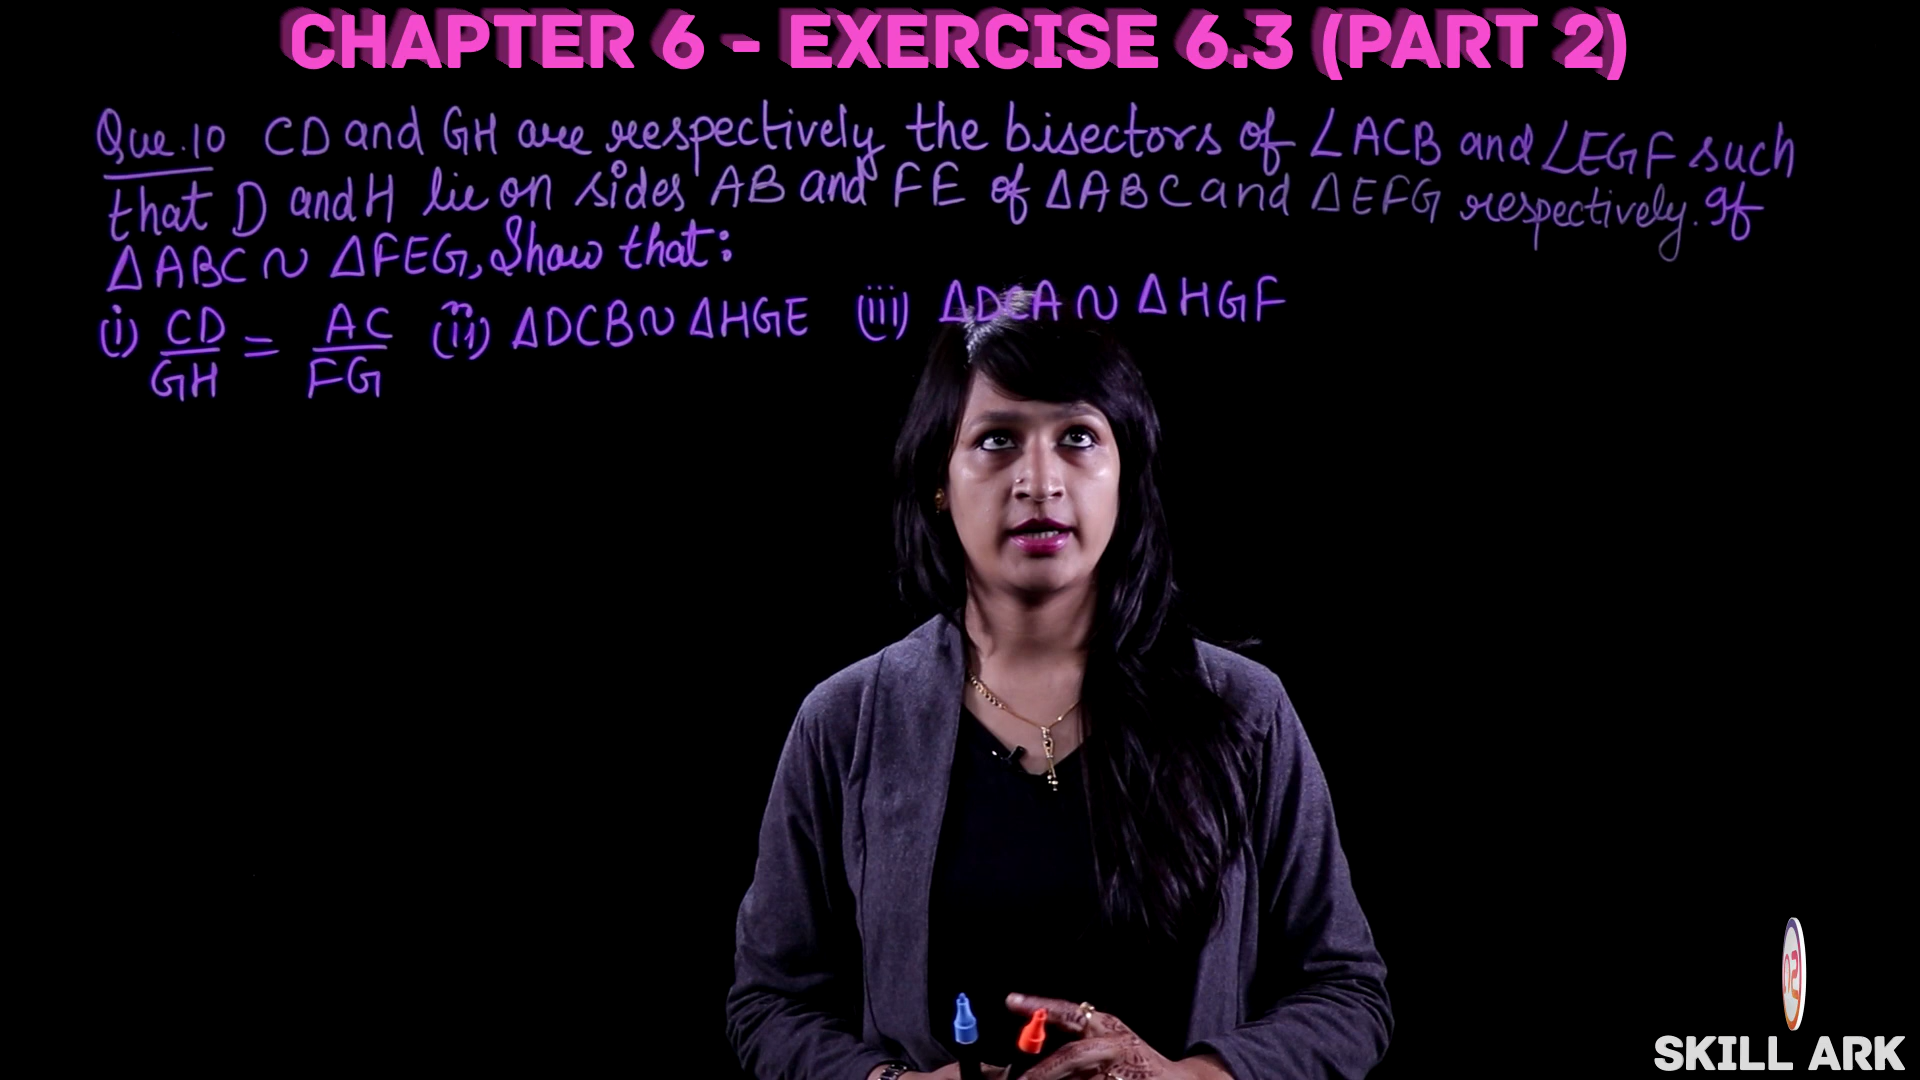 CHAPTER 6 - EXERCISE 6.3 (PART 2)
Que.10 CD and GH are respectively the bisectors of ∠ACB and ∠EGF such
that D and H lie on sides AB and FE of ΔABC and ΔEFG respectively. If
ΔABC ~ ΔFEG, Show that:
(i) CD/GH = AC/FG (ii) ΔDCB ~ ΔHGE (iii) ΔDCA ~ ΔHGF
SKILL ARK